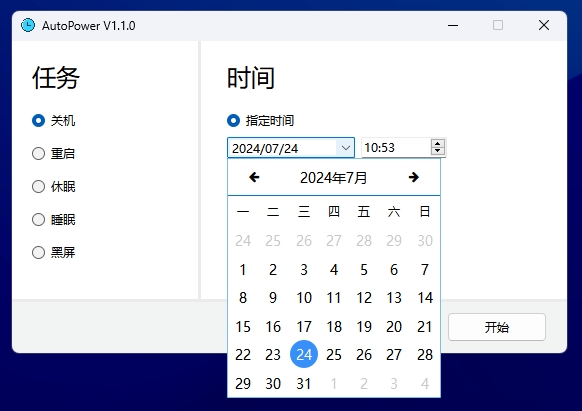 AutoPower V1.1.0
任务
时间
关机
指定时间
重启
2024/07/24
10:53
休眠
2024年7月
睡眠
一 二 三 四 五 六 日
24 25 26 27 28 29 30
黑屏
1 2 3 4 5 6 7
8 9 10 11 12 13 14
15 16 17 18 19 20 21
开始
22 23 24 25 26 27 28
29 30 31 1 2 3 4